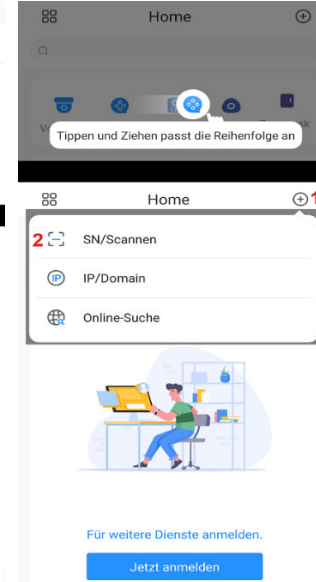 Home
Tippen und Ziehen passt die Reihenfolge an
Home
1
2
SN/Scannen
IP
IP/Domain
Online-Suche
Für weitere Dienste anmelden.
Jetzt anmelden